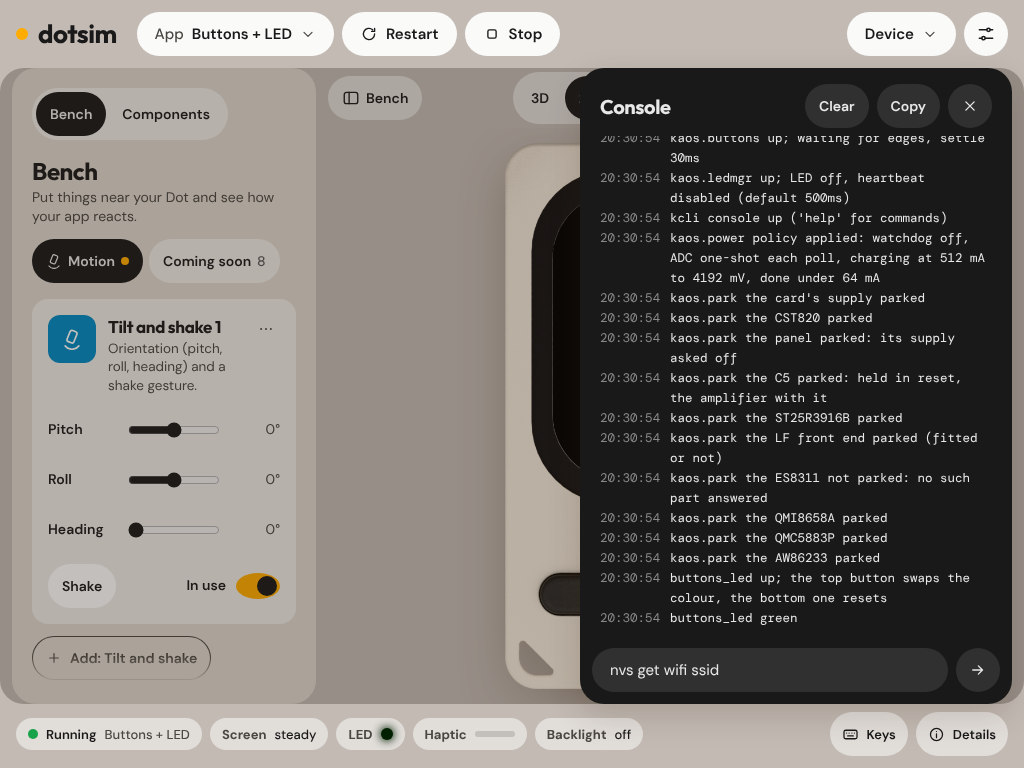 dotsim
App Buttons + LED
Restart
Stop
Device
Bench
Components
Bench
Put things near your Dot and see how
your app reacts.
Motion
Coming soon 8
Tilt and shake 1
Orientation (pitch,
roll, heading) and a
shake gesture.
Pitch 0°
Roll 0°
Heading 0°
Shake
In use
+ Add: Tilt and shake
Bench
3D
Console
Clear
Copy
20:30:54 kaos.buttons up; waiting for edges, settle
30ms
20:30:54 kaos.ledmgr up; LED off, heartbeat
disabled (default 500ms)
20:30:54 kcli console up ('help' for commands)
20:30:54 kaos.power policy applied: watchdog off,
ADC one-shot each poll, charging at 512 mA
to 4192 mV, done under 64 mA
20:30:54 kaos.park the card's supply parked
20:30:54 kaos.park the CST820 parked
20:30:54 kaos.park the panel parked: its supply
asked off
20:30:54 kaos.park the C5 parked: held in reset,
the amplifier with it
20:30:54 kaos.park the ST25R3916B parked
20:30:54 kaos.park the LF front end parked (fitted
or not)
20:30:54 kaos.park the ES8311 not parked: no such
part answered
20:30:54 kaos.park the QMI8658A parked
20:30:54 kaos.park the QMC5883P parked
20:30:54 kaos.park the AW86233 parked
20:30:54 buttons_led up; the top button swaps the
colour, the bottom one resets
20:30:54 buttons_led green
nvs get wifi ssid
Running Buttons + LED
Screen steady
LED
Haptic
Backlight off
Keys
Details